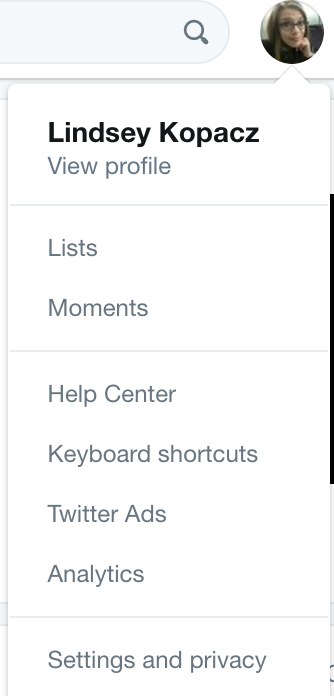 Lindsey Kopacz
View profile
Lists
Moments
Help Center
Keyboard shortcuts
Twitter Ads
Analytics
Settings and privacy